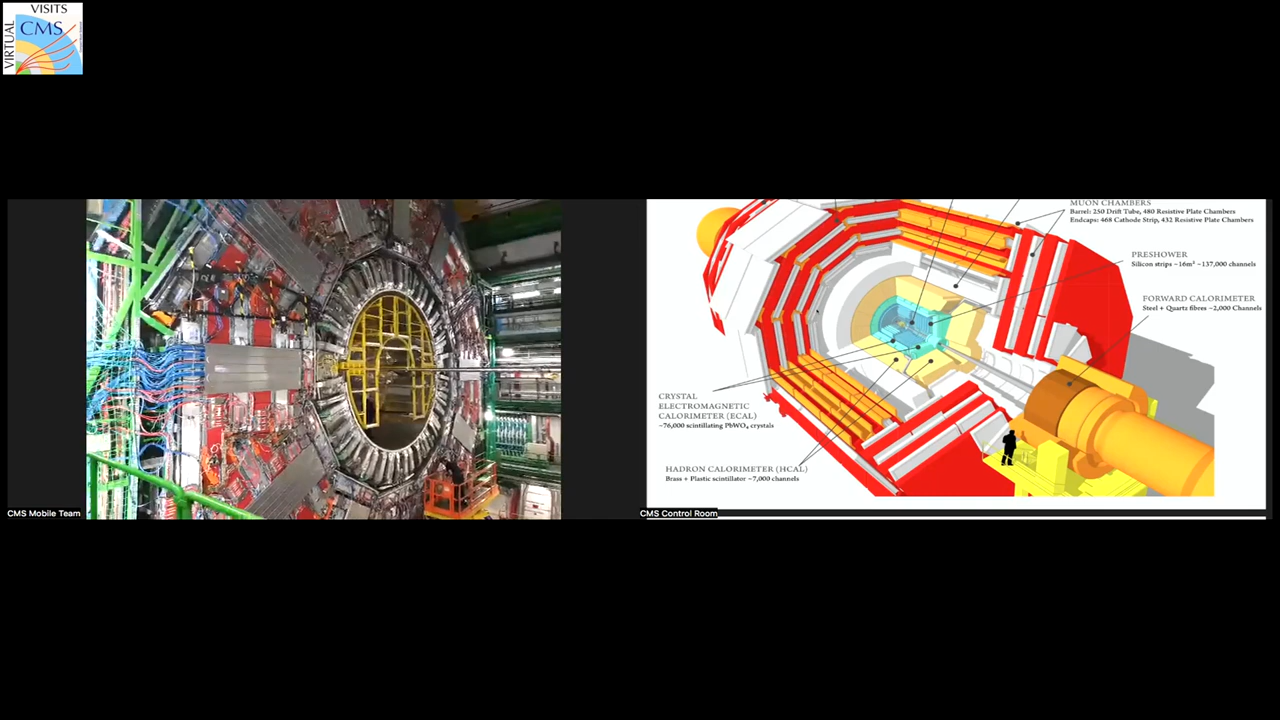 VISITS
VIRTUAL
CMS
MUON CHAMBERS
Barrel: 250 Drift Tube, 480 Resistive Plate Chambers
Endcaps: 468 Cathode Strip, 432 Resistive Plate Chambers
PRESHOWER
Silicon strips ~16m² ~137,000 channels
FORWARD CALORIMETER
Steel + Quartz fibres ~2,000 Channels
CRYSTAL
ELECTROMAGNETIC
CALORIMETER (ECAL)
~76,000 scintillating PbWO₄ crystals
HADRON CALORIMETER (HCAL)
Brass + Plastic scintillator ~7,000 channels
CMS Mobile Team
CMS Control Room